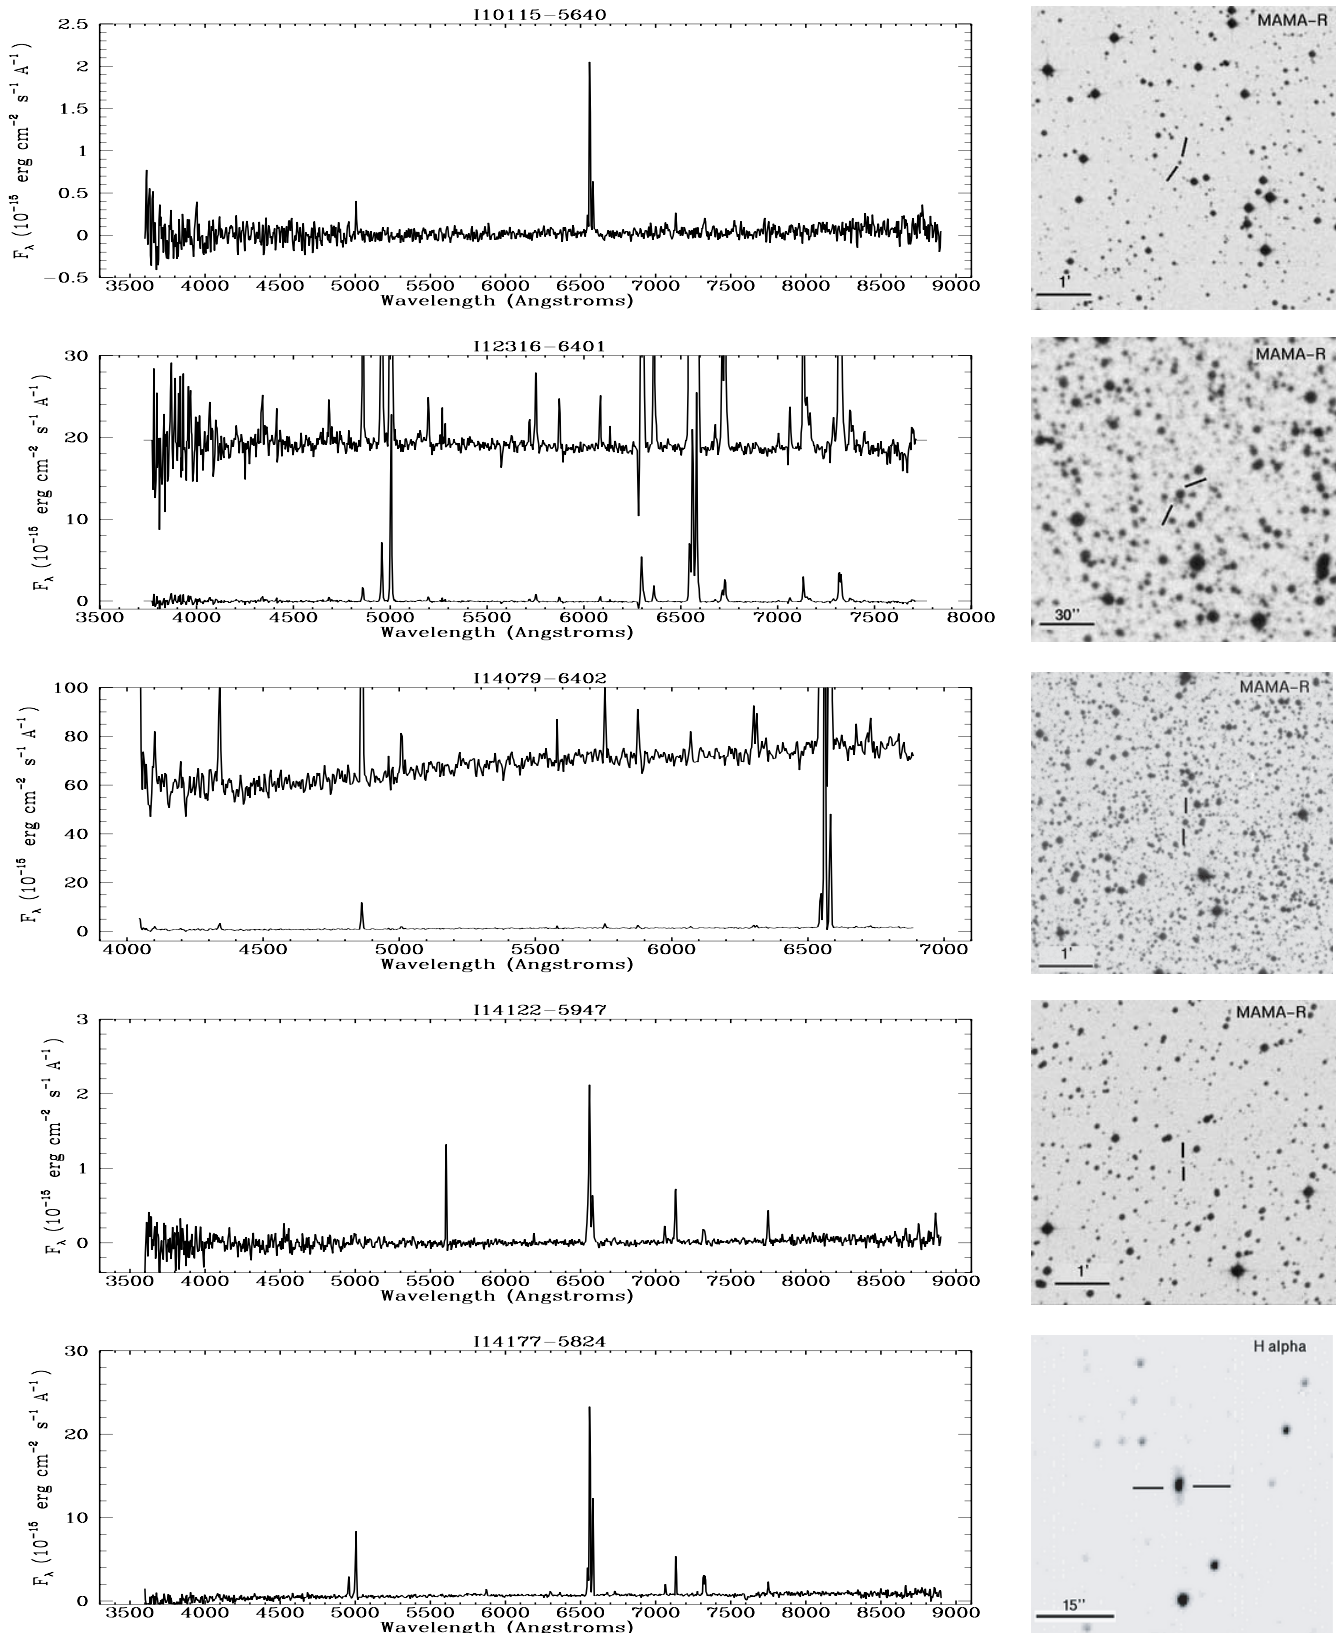 I10115−5640
2.5
2
1.5
1
0.5
0
−0.5
F_λ (10⁻¹⁵ erg cm⁻² s⁻¹ A⁻¹)
3500 4000 4500 5000 5500 6000 6500 7000 7500 8000 8500 9000
Wavelength (Angstroms)
MAMA-R
1'
I12316−6401
30
20
10
0
F_λ (10⁻¹⁵ erg cm⁻² s⁻¹ A⁻¹)
3500 4000 4500 5000 5500 6000 6500 7000 7500 8000
Wavelength (Angstroms)
MAMA-R
30''
I14079−6402
100
80
60
40
20
0
F_λ (10⁻¹⁵ erg cm⁻² s⁻¹ A⁻¹)
4000 4500 5000 5500 6000 6500 7000
Wavelength (Angstroms)
MAMA-R
1'
I14122−5947
3
2
1
0
F_λ (10⁻¹⁵ erg cm⁻² s⁻¹ A⁻¹)
3500 4000 4500 5000 5500 6000 6500 7000 7500 8000 8500 9000
Wavelength (Angstroms)
MAMA-R
1'
I14177−5824
30
20
10
0
F_λ (10⁻¹⁵ erg cm⁻² s⁻¹ A⁻¹)
3500 4000 4500 5000 5500 6000 6500 7000 7500 8000 8500 9000
Wavelength (Angstroms)
H alpha
15''